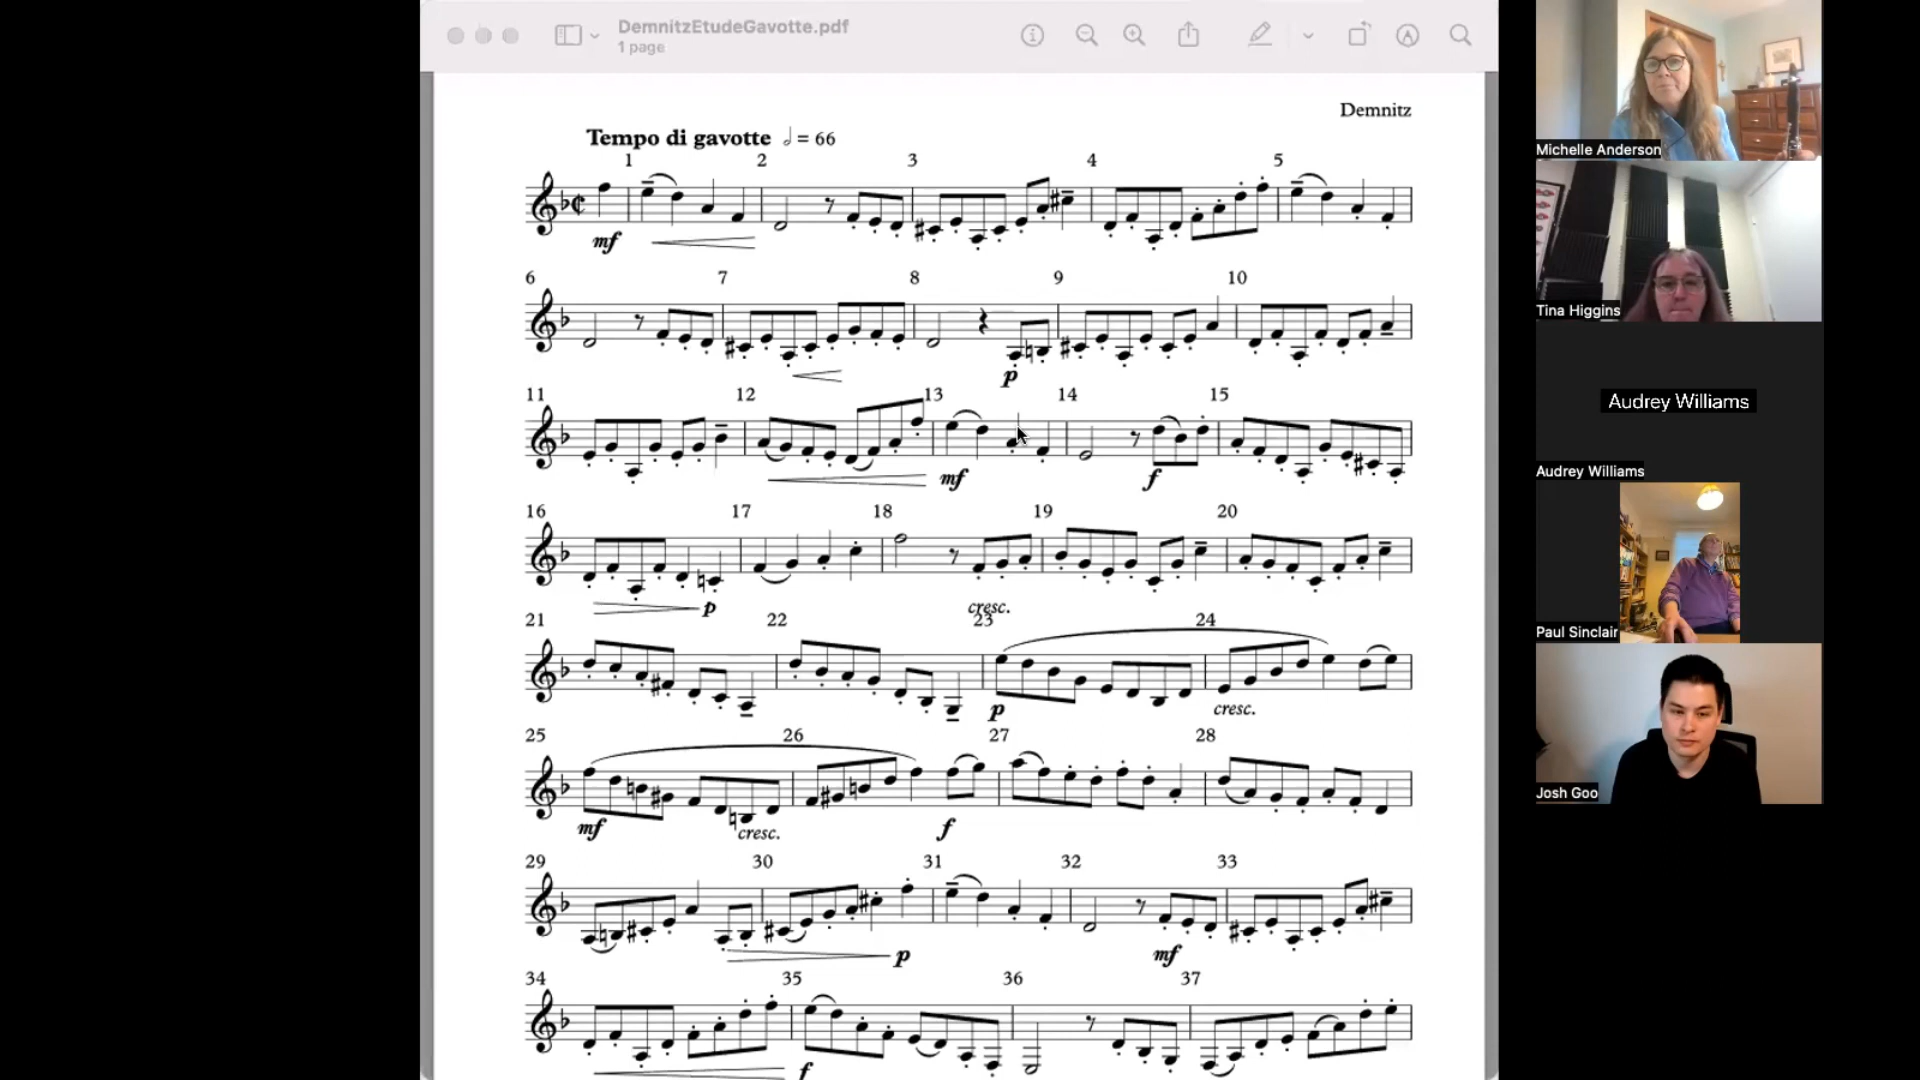 DemnitzEtudeGavotte.pdf
1 page
Demnitz
Tempo di gavotte = 66
1 2 3 4 5
mf
6 7 8 9 10
p
11 12 13 14 15
mf f
16 17 18 19 20
p cresc.
21 22 23 24
p cresc.
25 26 27 28
mf cresc. f
29 30 31 32 33
p mf
34 35 36 37
f
Michelle Anderson
Tina Higgins
Audrey Williams
Audrey Williams
Paul Sinclair
Josh Goo